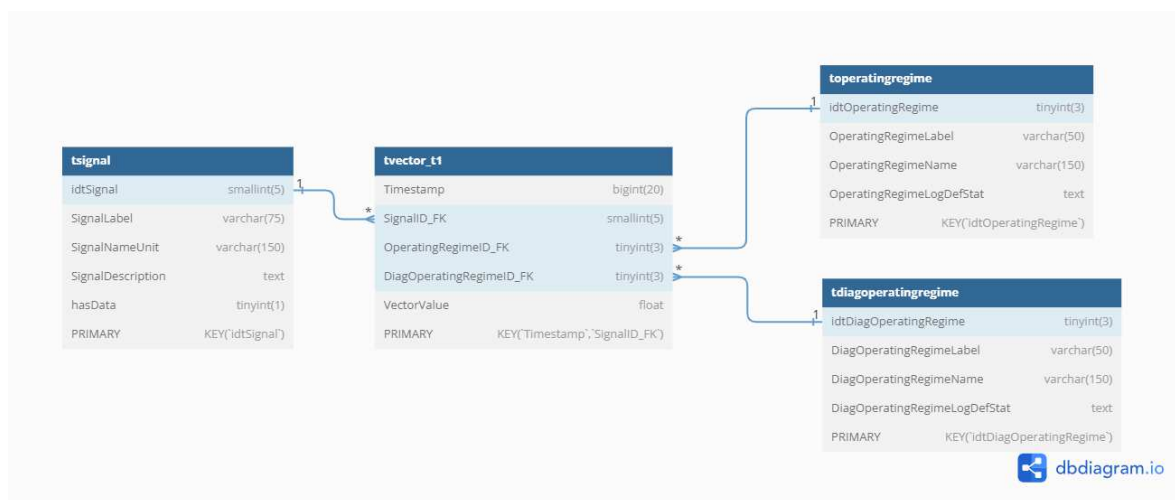 tsignal
idtSignal smallint(5)
SignalLabel varchar(75)
SignalNameUnit varchar(150)
SignalDescription text
hasData tinyint(1)
PRIMARY KEY(`idtSignal`)
1
*
tvector_t1
Timestamp bigint(20)
SignalID_FK smallint(5)
OperatingRegimeID_FK tinyint(3)
DiagOperatingRegimeID_FK tinyint(3)
VectorValue float
PRIMARY KEY(`Timestamp`,`SignalID_FK`)
*
*
1
toperatingregime
idtOperatingRegime tinyint(3)
OperatingRegimeLabel varchar(50)
OperatingRegimeName varchar(150)
OperatingRegimeLogDefStat text
PRIMARY KEY(`idtOperatingRegime`)
1
tdiagoperatingregime
idtDiagOperatingRegime tinyint(3)
DiagOperatingRegimeLabel varchar(50)
DiagOperatingRegimeName varchar(150)
DiagOperatingRegimeLogDefStat text
PRIMARY KEY(`idtDiagOperatingRegime`)
dbdiagram.io